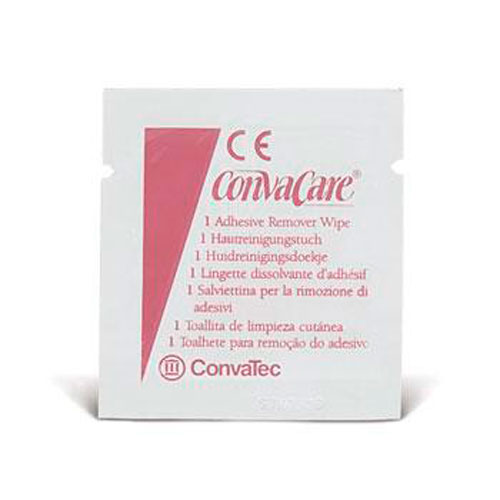 CE
ConvaCare®
1 Adhesive Remover Wipe
1 Hautreinigungstuch
1 Huidreinigingsdoekje
1 Lingette dissolvante d'adhésif
1 Salviettina per la rimozione di
adesivi
1 Toallita de limpieza cutánea
1 Toalhete para remoção do adesivo
ConvaTec